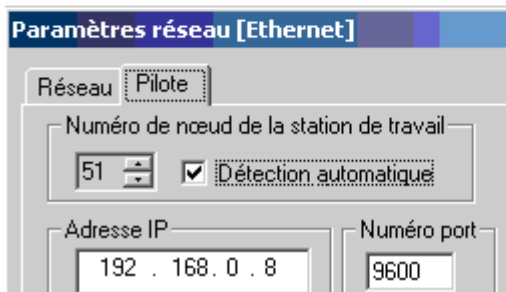 Paramètres réseau [Ethernet]
Réseau Pilote
Numéro de nœud de la station de travail
51 Détection automatique
Adresse IP Numéro port
192 . 168. 0 . 8 9600